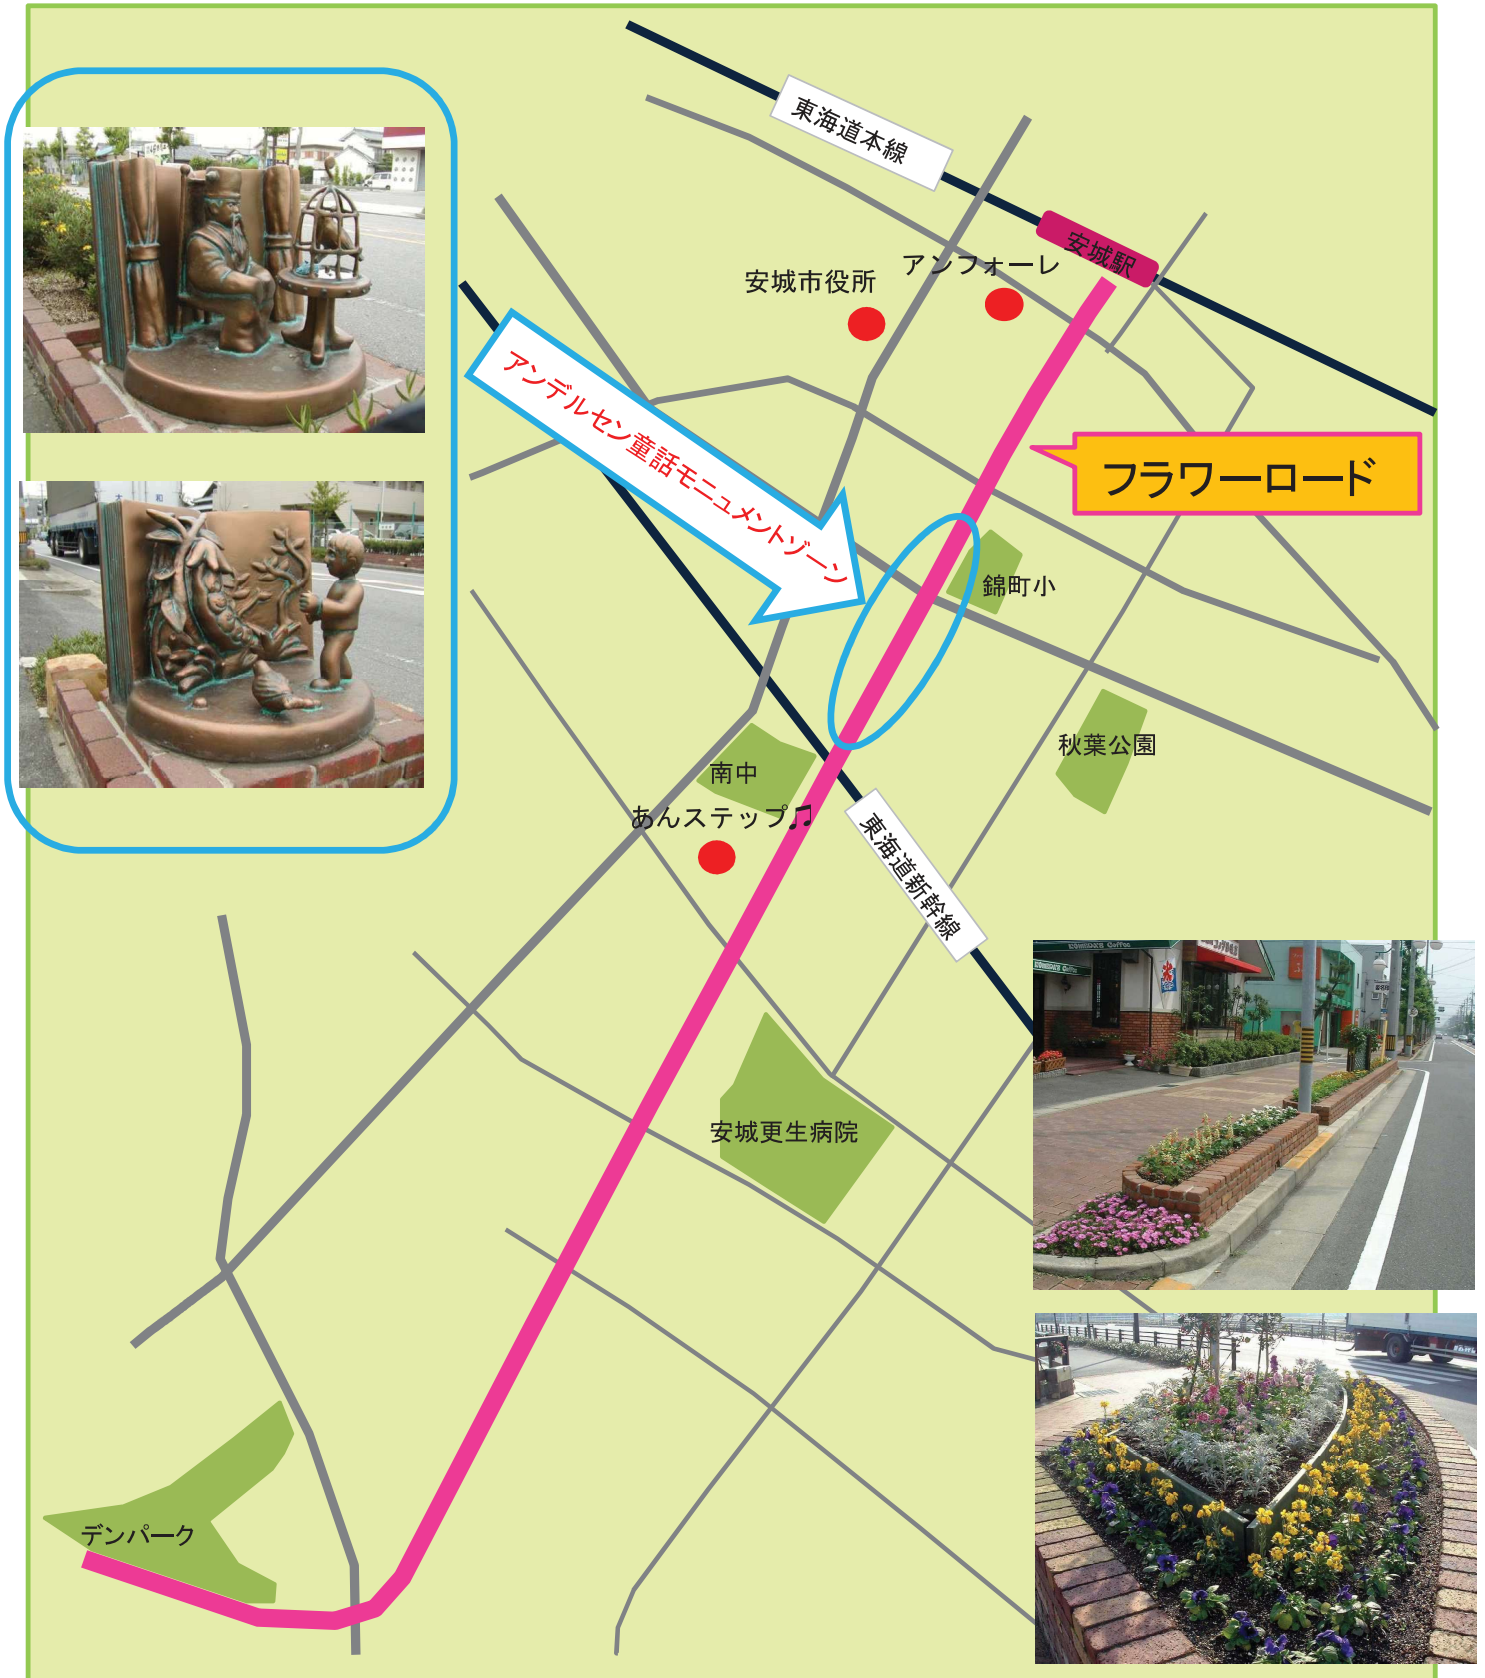 東海道本線
安城駅
アンフォーレ
安城市役所
アンデルセン童話モニュメントゾーン
フラワーロード
錦町小
秋葉公園
南中
あんステップ♫
東海道新幹線
安城更生病院
デンパーク